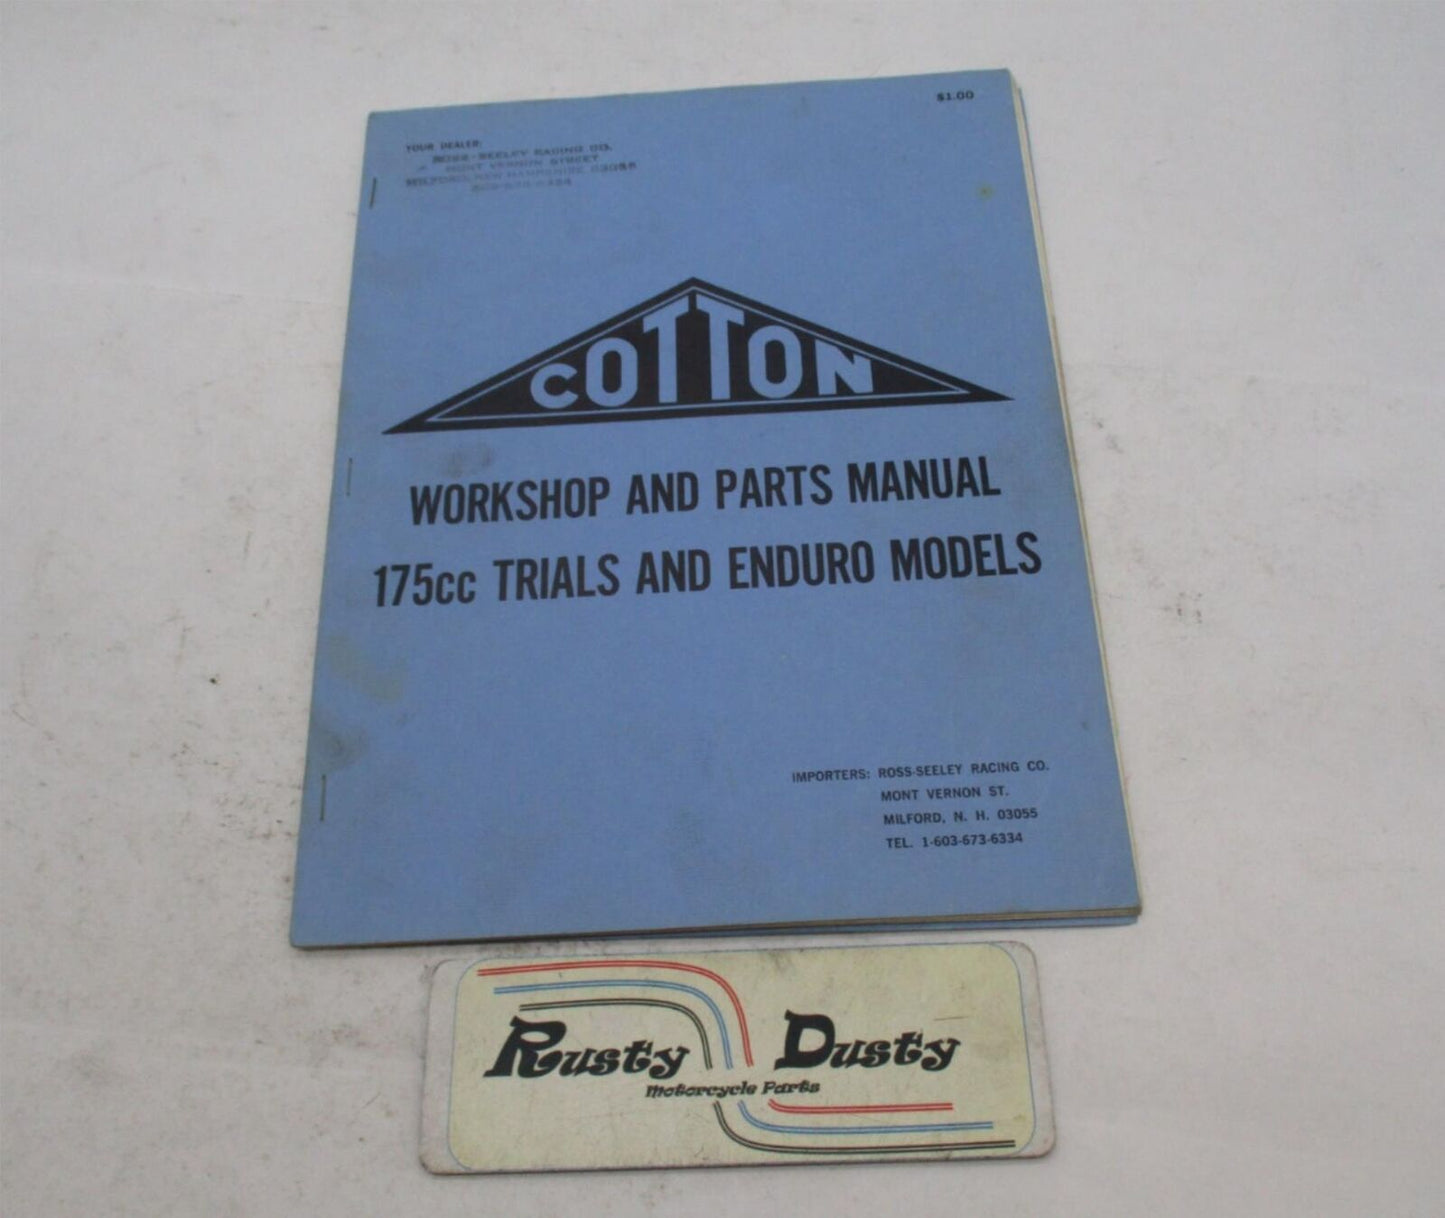 $1.00
YOUR DEALER:
ROSS-SEELEY RACING CO.
MONT VERNON STREET
MILFORD, NEW HAMPSHIRE 03055
COTTON
WORKSHOP AND PARTS MANUAL
175cc TRIALS AND ENDURO MODELS
IMPORTERS: ROSS-SEELEY RACING CO.
MONT VERNON ST.
MILFORD, N. H. 03055
TEL. 1-603-673-6334
Rusty Dusty
Motorcycle Parts